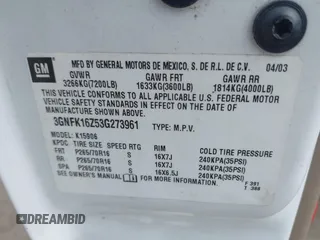 GM
MFD BY GENERAL MOTORS DE MEXICO, S. DE R.L. DE C.V. 04/03
GVWR GAWR FRT GAWR RR
3266KG(7200LB) 1633KG(3600LB) 1814KG(4000LB)
THIS VEHICLE CONFORMS TO ALL APPLICABLE U.S. FEDERAL MOTOR
VEHICLE SAFETY STANDARDS IN EFFECT ON THE DATE OF
MANUFACTURE SHOWN ABOVE.
3GNFK16Z53G273961 TYPE: M.P.V.
MODEL: K15906
KPDC TIRE SIZE SPEED RTG RIM COLD TIRE PRESSURE
FRT P265/70R16 S 16X7J 240KPA(35PSI)
RR P265/70R16 S 16X7J 240KPA(35PSI)
SPA P265/70R16 S 16X6.5J 240KPA(35PSI)
SEE OWNER'S MANUAL FOR ADDITIONAL INFORMATION
DREAMBID